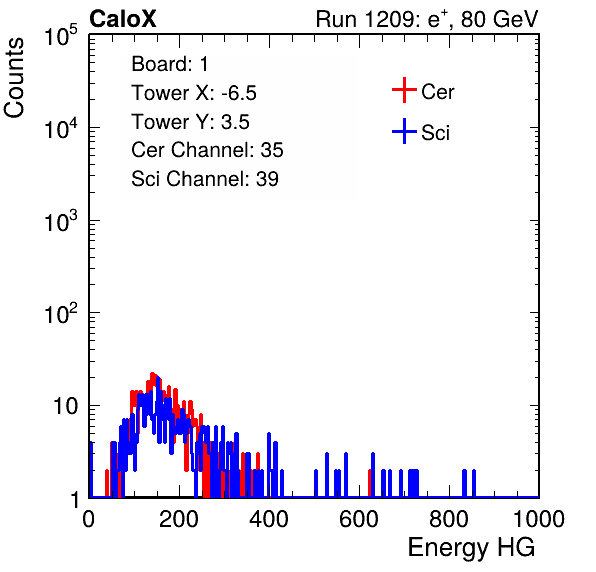 CaloX Run 1209: e⁺, 80 GeV
Counts
10⁵
10⁴
10³
10²
10
1
Board: 1
Tower X: -6.5
Tower Y: 3.5
Cer Channel: 35
Sci Channel: 39
Cer
Sci
0 200 400 600 800 1000
Energy HG